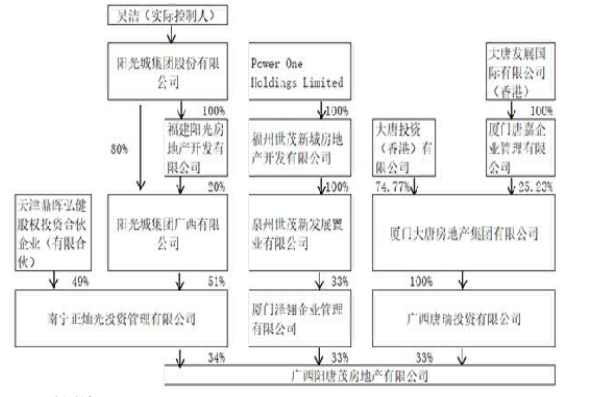 吴洁（实际控制人）
阳光城集团股份有限
公司
Power One
Holdings Limited
大唐发展国
际有限公司
（香港）
100%
100%
100%
80%
福建阳光房
地产开发有
限公司
福州世茂新城房地
产开发有限公司
大唐投资
（香港）有
限公司
厦门唐嘉企
业管理有限
公司
20%
100%
74.77%
25.23%
天津鼎晖弘健
股权投资合伙
企业（有限合
伙）
阳光城集团广西有限
公司
泉州世茂新发展置
业有限公司
厦门大唐房地产集团有限公司
49%
51%
33%
100%
南宁正灿光投资管理有限公司
厦门泽翎企业管理
有限公司
广西唐瑞投资有限公司
34%
33%
33%
广西阳唐茂房地产有限公司